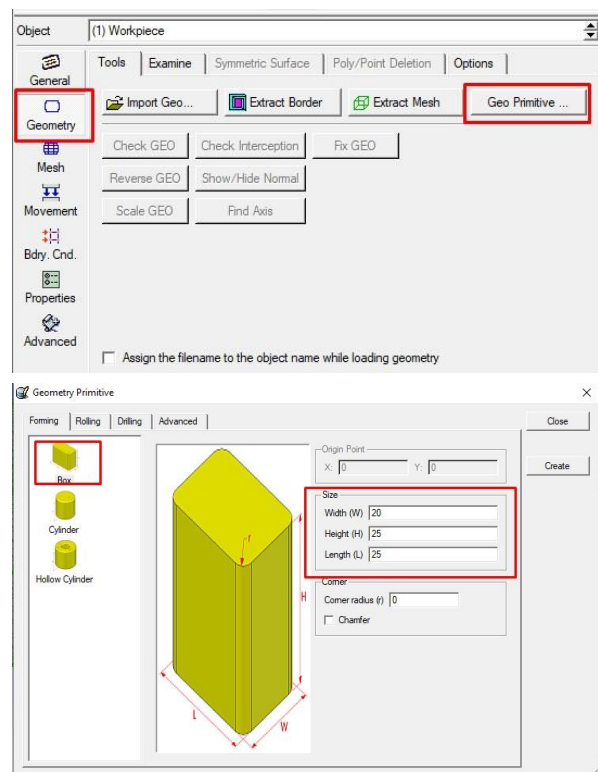 Object (1) Workpiece
General
Geometry
Mesh
Movement
Bdry. Cnd.
Properties
Advanced
Tools Examine Symmetric Surface Poly/Point Deletion Options
Import Geo... Extract Border Extract Mesh Geo Primitive ...
Check GEO Check Interception Fix GEO
Reverse GEO Show/Hide Normal
Scale GEO Find Axis
Assign the filename to the object name while loading geometry
Geometry Primitive
Forming Rolling Drilling Advanced
Box
Cylinder
Hollow Cylinder
r
H
L
W
Origin Point
X: 0 Y: 0
Size
Width (W) 20
Height (H) 25
Length (L) 25
Corner
Corner radius (r) 0
Chamfer
Close
Create